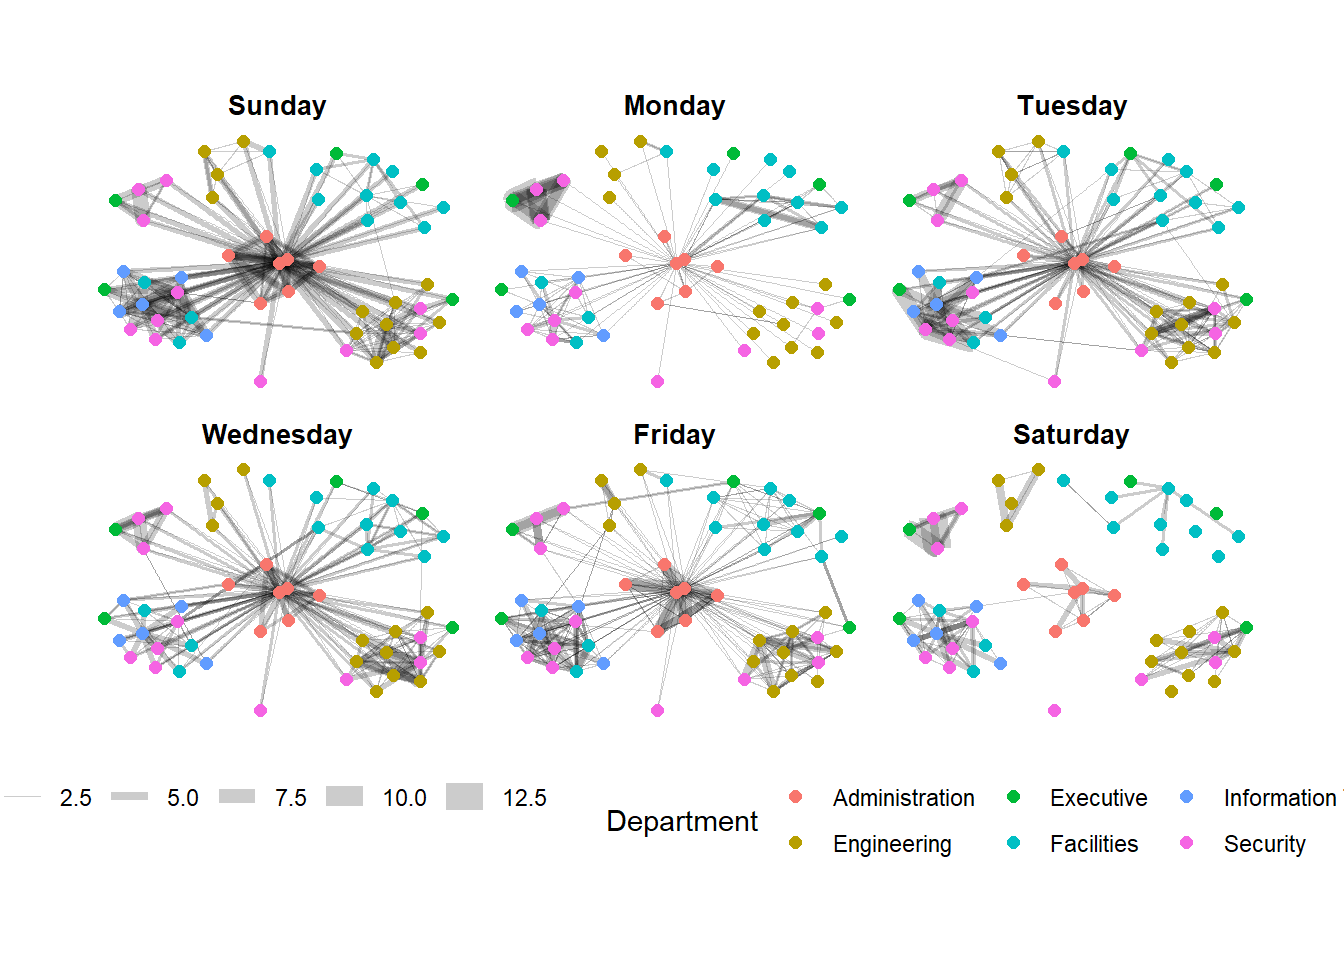 Sunday Monday Tuesday
Wednesday Friday Saturday
2.5 5.0 7.5 10.0 12.5
Department
Administration Executive Information
Engineering Facilities Security